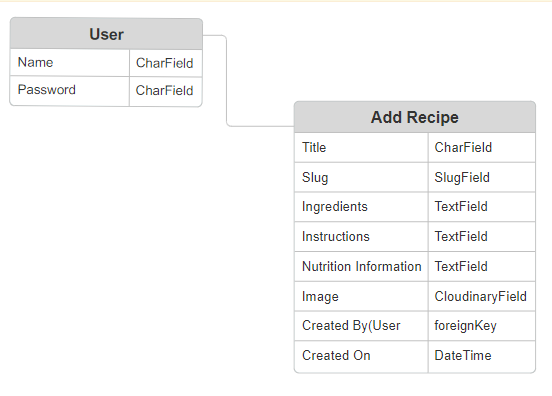 User
Name CharField
Password CharField
Add Recipe
Title CharField
Slug SlugField
Ingredients TextField
Instructions TextField
Nutrition Information TextField
Image CloudinaryField
Created By(User foreignKey
Created On DateTime